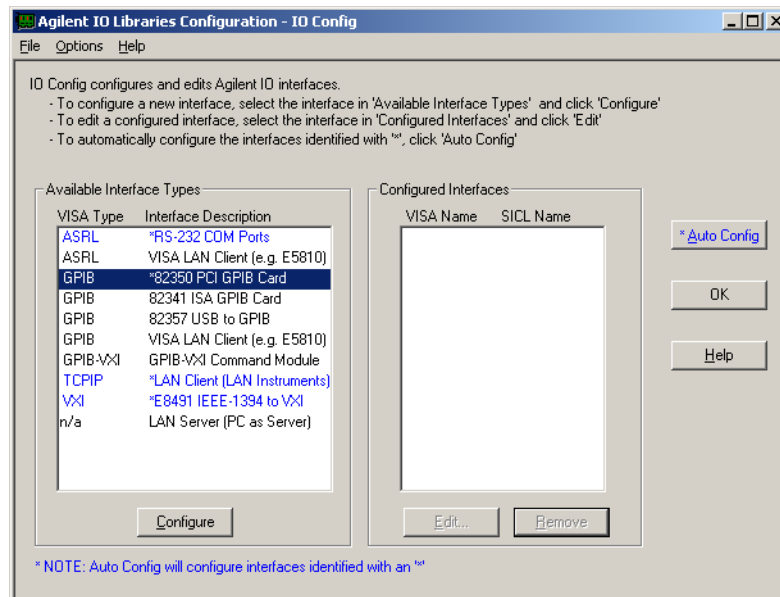 Agilent IO Libraries Configuration - IO Config
File Options Help
IO Config configures and edits Agilent IO interfaces.
- To configure a new interface, select the interface in 'Available Interface Types' and click 'Configure'
- To edit a configured interface, select the interface in 'Configured Interfaces' and click 'Edit'
- To automatically configure the interfaces identified with '*', click 'Auto Config'
Available Interface Types
VISA Type Interface Description
ASRL *RS-232 COM Ports
ASRL VISA LAN Client (e.g. E5810)
GPIB *82350 PCI GPIB Card
GPIB 82341 ISA GPIB Card
GPIB 82357 USB to GPIB
GPIB VISA LAN Client (e.g. E5810)
GPIB-VXI GPIB-VXI Command Module
TCPIP *LAN Client (LAN Instruments)
VXI *E8491 IEEE-1394 to VXI
n/a LAN Server (PC as Server)
Configure
Configured Interfaces
VISA Name SICL Name
Edit... Remove
* Auto Config
OK
Help
* NOTE: Auto Config will configure interfaces identified with an '*'